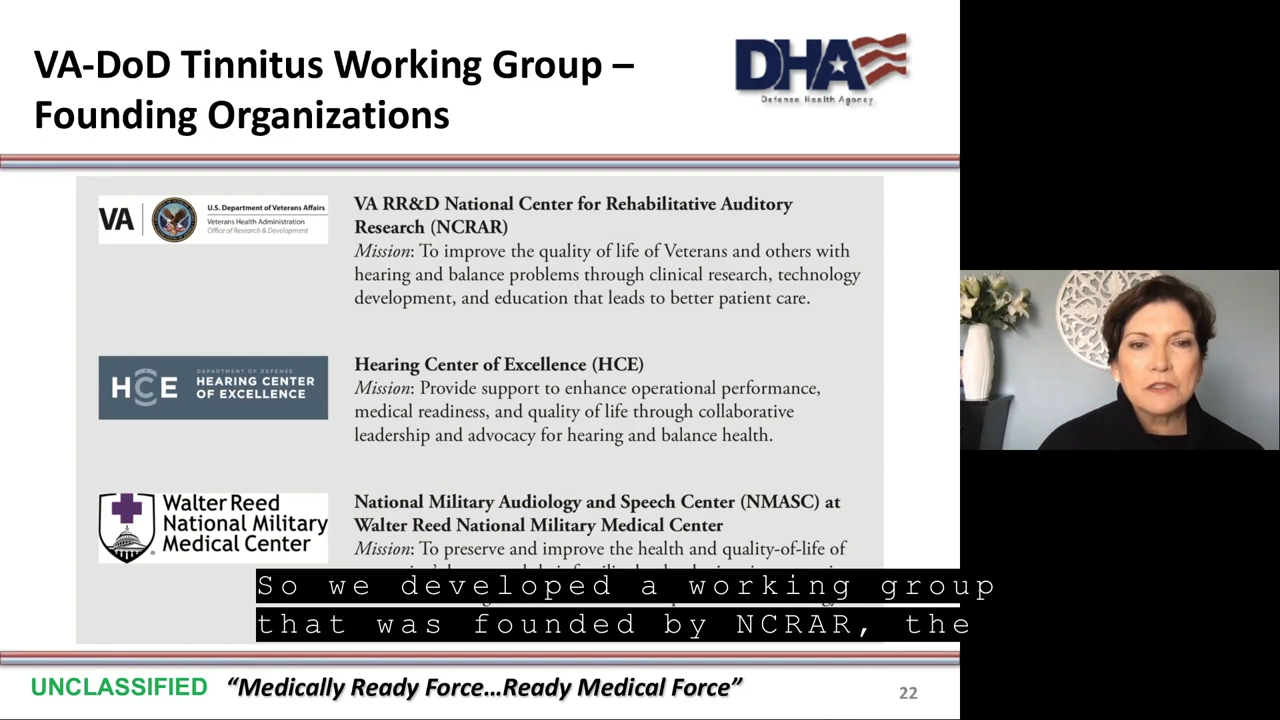 VA-DoD Tinnitus Working Group –
Founding Organizations
DHA
Defense Health Agency
VA
U.S. Department of Veterans Affairs
Veterans Health Administration
Office of Research & Development
VA RR&D National Center for Rehabilitative Auditory
Research (NCRAR)
Mission: To improve the quality of life of Veterans and others with
hearing and balance problems through clinical research, technology
development, and education that leads to better patient care.
HCE
DEPARTMENT OF DEFENSE
HEARING CENTER
OF EXCELLENCE
Hearing Center of Excellence (HCE)
Mission: Provide support to enhance operational performance,
medical readiness, and quality of life through collaborative
leadership and advocacy for hearing and balance health.
Walter Reed
National Military
Medical Center
National Military Audiology and Speech Center (NMASC) at
Walter Reed National Military Medical Center
Mission: To preserve and improve the health and quality-of-life of
So we developed a working group
that was founded by NCRAR, the
UNCLASSIFIED
“Medically Ready Force…Ready Medical Force”
22